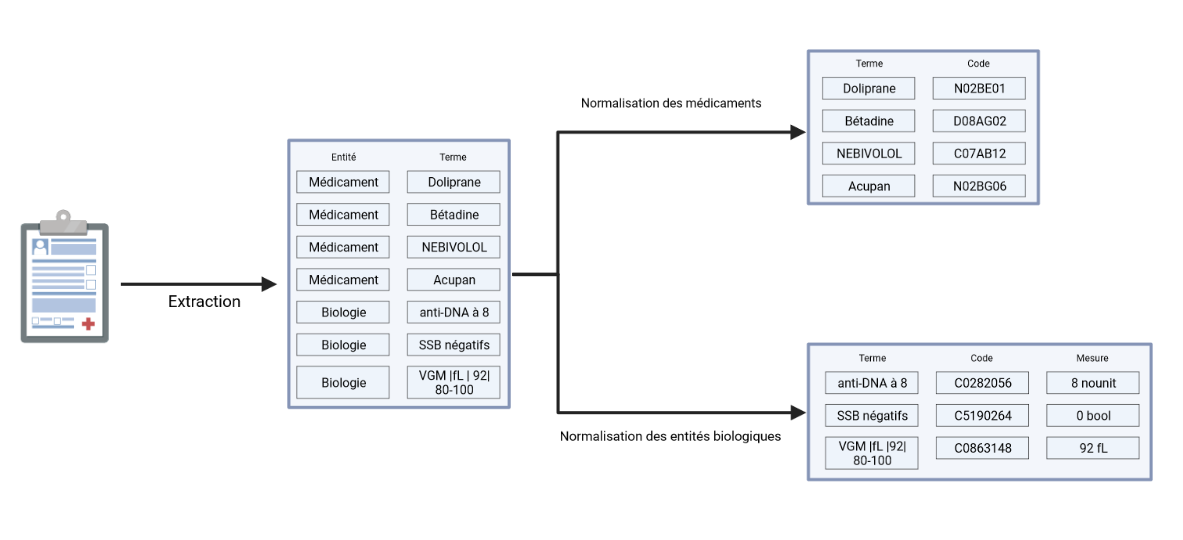 Extraction
Entité Terme
Médicament Doliprane
Médicament Bétadine
Médicament NEBIVOLOL
Médicament Acupan
Biologie anti-DNA à 8
Biologie SSB négatifs
Biologie VGM |fL | 92|
80-100
Normalisation des médicaments
Terme Code
Doliprane N02BE01
Bétadine D08AG02
NEBIVOLOL C07AB12
Acupan N02BG06
Normalisation des entités biologiques
Terme Code Mesure
anti-DNA à 8 C0282056 8 nounit
SSB négatifs C5190264 0 bool
VGM |fL |92| C0863148 92 fL
80-100